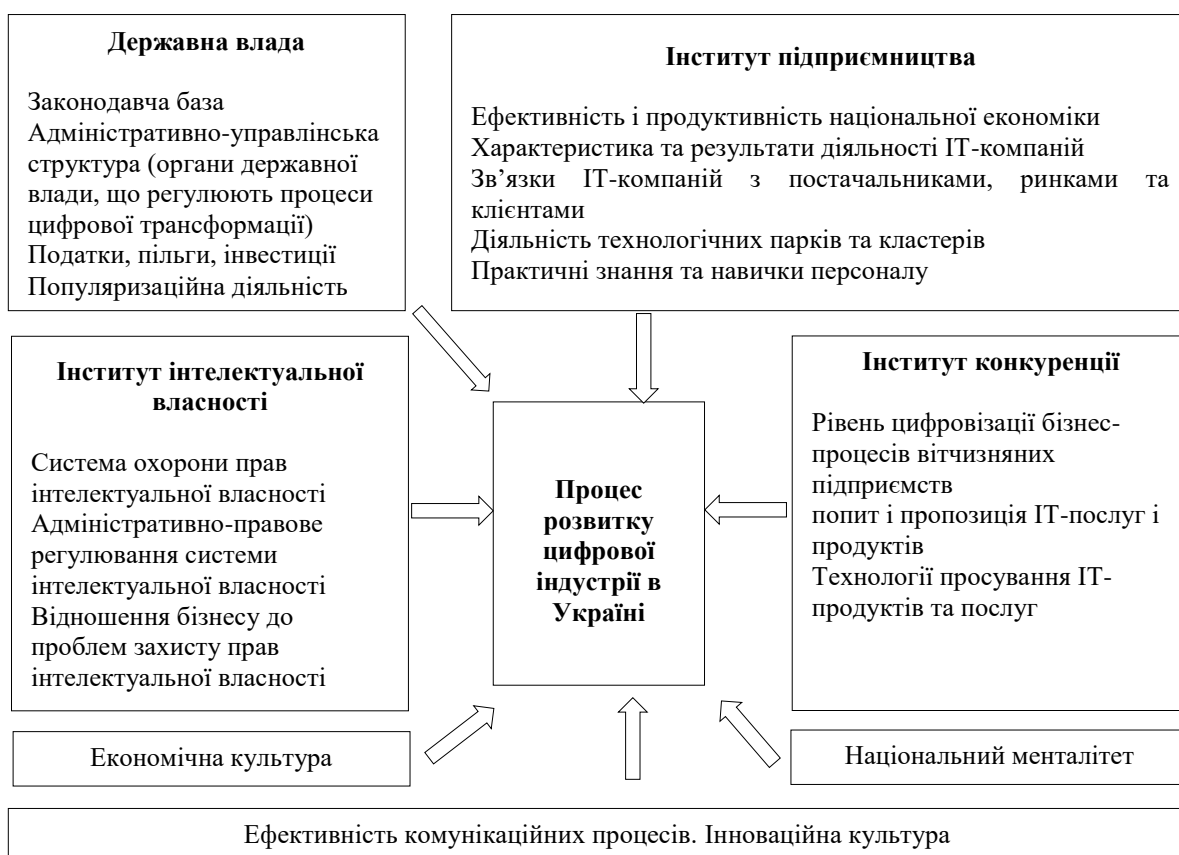 Державна влада
Законодавча база
Адміністративно-управлінська
структура (органи державної
влади, що регулюють процеси
цифрової трансформації)
Податки, пільги, інвестиції
Популяризаційна діяльність
Інститут підприємництва
Ефективність і продуктивність національної економіки
Характеристика та результати діяльності ІТ-компаній
Зв’язки ІТ-компаній з постачальниками, ринками та
клієнтами
Діяльність технологічних парків та кластерів
Практичні знання та навички персоналу
Інститут інтелектуальної
власності
Система охорони прав
інтелектуальної власності
Адміністративно-правове
регулювання системи
інтелектуальної власності
Відношення бізнесу до
проблем захисту прав
інтелектуальної власності
Процес
розвитку
цифрової
індустрії в
Україні
Інститут конкуренції
Рівень цифровізації бізнес-
процесів вітчизняних
підприємств
попит і пропозиція ІТ-послуг і
продуктів
Технології просування ІТ-
продуктів та послуг
Економічна культура
Національний менталітет
Ефективність комунікаційних процесів. Інноваційна культура